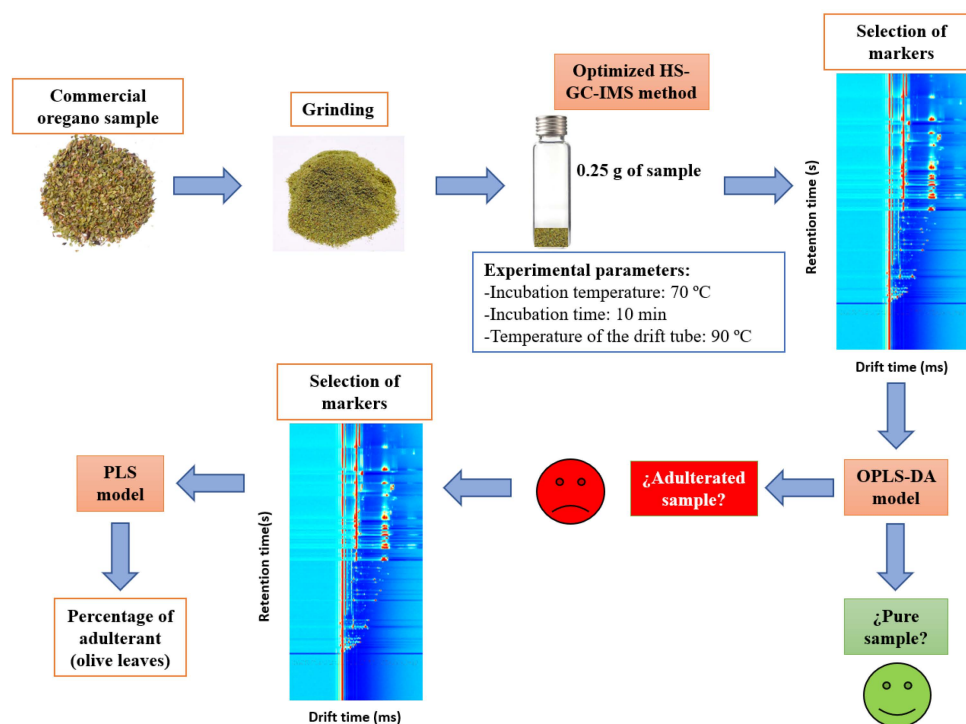 Commercial
oregano sample
Grinding
Optimized HS-
GC-IMS method
0.25 g of sample
Experimental parameters:
-Incubation temperature: 70 ºC
-Incubation time: 10 min
-Temperature of the drift tube: 90 ºC
Selection of
markers
Retention time (s)
Drift time (ms)
OPLS-DA
model
¿Pure
sample?
¿Adulterated
sample?
Selection of
markers
Retention time(s)
Drift time (ms)
PLS
model
Percentage of
adulterant
(olive leaves)